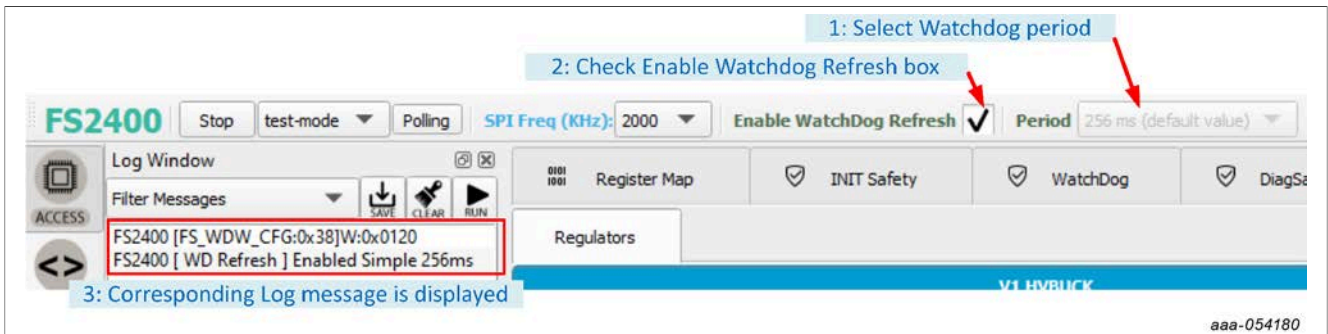 1: Select Watchdog period
2: Check Enable Watchdog Refresh box
FS2400 Stop test-mode Polling SPI Freq (KHz): 2000 Enable WatchDog Refresh Period 256 ms (default value)
Log Window
0101 1001 Register Map INIT Safety WatchDog DiagSa
Filter Messages SAVE CLEAR RUN
ACCESS
FS2400 [FS_WDW_CFG:0x38]W:0x0120
Regulators
FS2400 [ WD Refresh ] Enabled Simple 256ms
<>
V1 HVBUCK
3: Corresponding Log message is displayed
aaa-054180